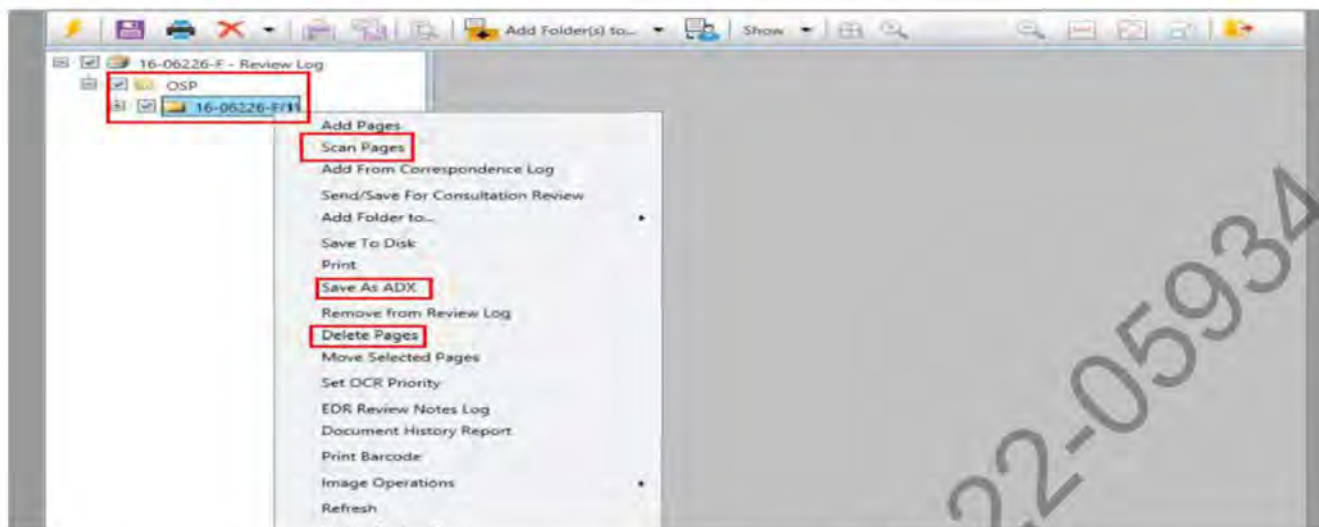 Add Folder(s) to...
Show
16-06226-F - Review Log
OSP
16-06226-F(1)
Add Pages
Scan Pages
Add From Correspondence Log
Send/Save For Consultation Review
Add Folder to...
Save To Disk
Print
Save As ADX
Remove from Review Log
Delete Pages
Move Selected Pages
Set OCR Priority
EDR Review Notes Log
Document History Report
Print Barcode
Image Operations
Refresh
22-05934